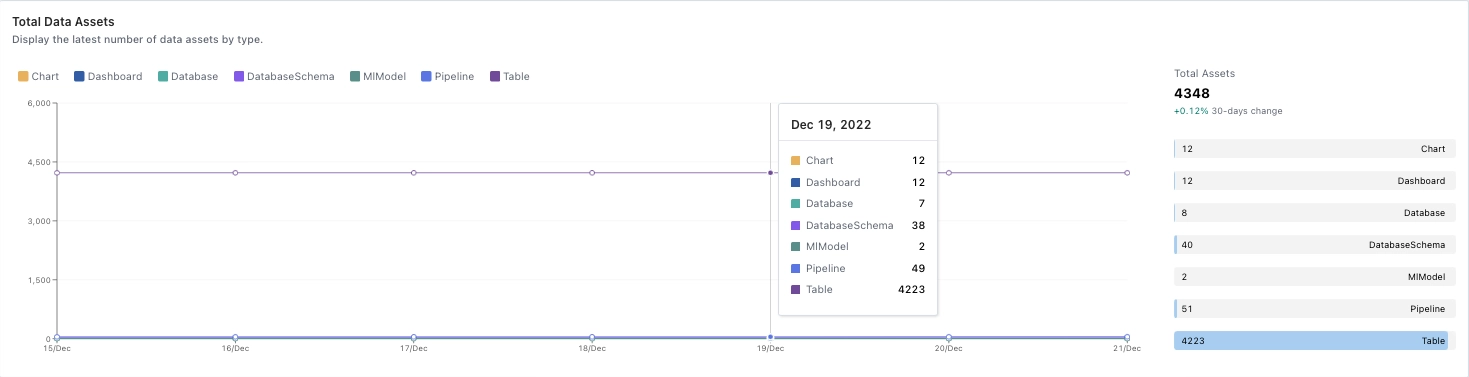 Total Data Assets
Display the latest number of data assets by type.
Chart Dashboard Database DatabaseSchema MlModel Pipeline Table
6,000
4,500
3,000
1,500
0
15/Dec 16/Dec 17/Dec 18/Dec 19/Dec 20/Dec 21/Dec
Dec 19, 2022
Chart 12
Dashboard 12
Database 7
DatabaseSchema 38
MlModel 2
Pipeline 49
Table 4223
Total Assets
4348
+0.12% 30-days change
12 Chart
12 Dashboard
8 Database
40 DatabaseSchema
2 MlModel
51 Pipeline
4223 Table